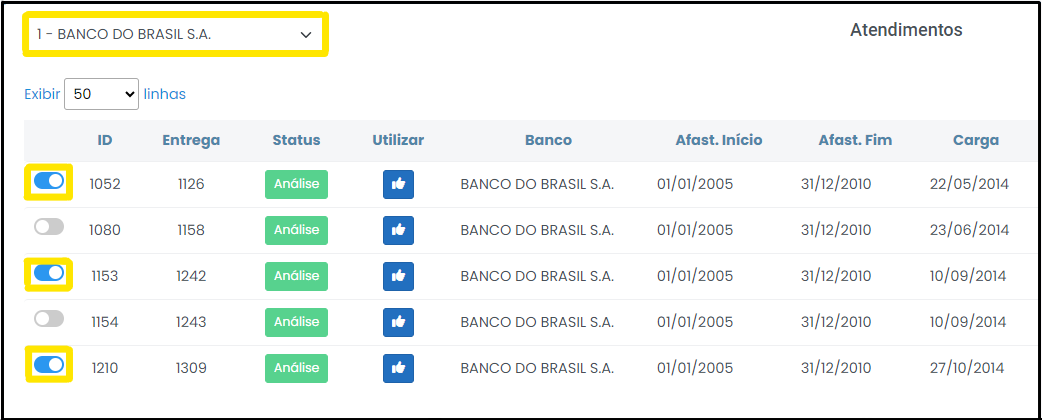 1 - BANCO DO BRASIL S.A.
Atendimentos
Exibir 50 linhas
ID Entrega Status Utilizar Banco Afast. Início Afast. Fim Carga
1052 1126 Análise BANCO DO BRASIL S.A. 01/01/2005 31/12/2010 22/05/2014
1080 1158 Análise BANCO DO BRASIL S.A. 01/01/2005 31/12/2010 23/06/2014
1153 1242 Análise BANCO DO BRASIL S.A. 01/01/2005 31/12/2010 10/09/2014
1154 1243 Análise BANCO DO BRASIL S.A. 01/01/2005 31/12/2010 10/09/2014
1210 1309 Análise BANCO DO BRASIL S.A. 01/01/2005 31/12/2010 27/10/2014